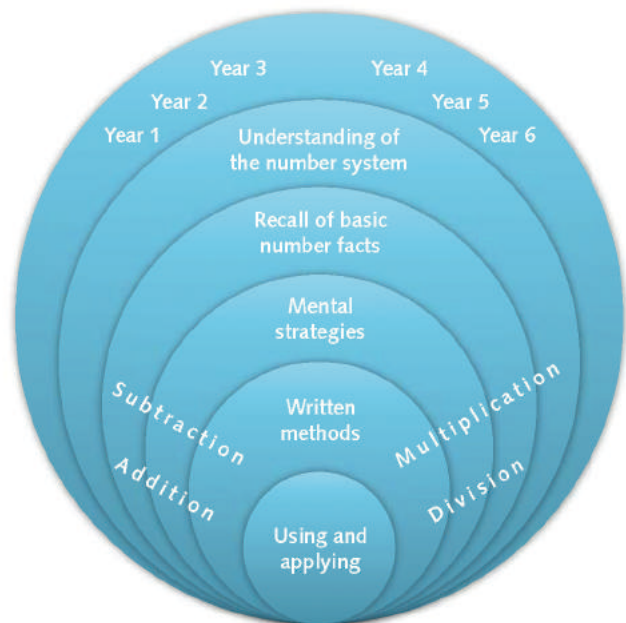 Year 3
Year 4
Year 2
Year 5
Year 1
Year 6
Understanding of
the number system
Recall of basic
number facts
Mental
strategies
Written
methods
Subtraction
Multiplication
Addition
Division
Using and
applying